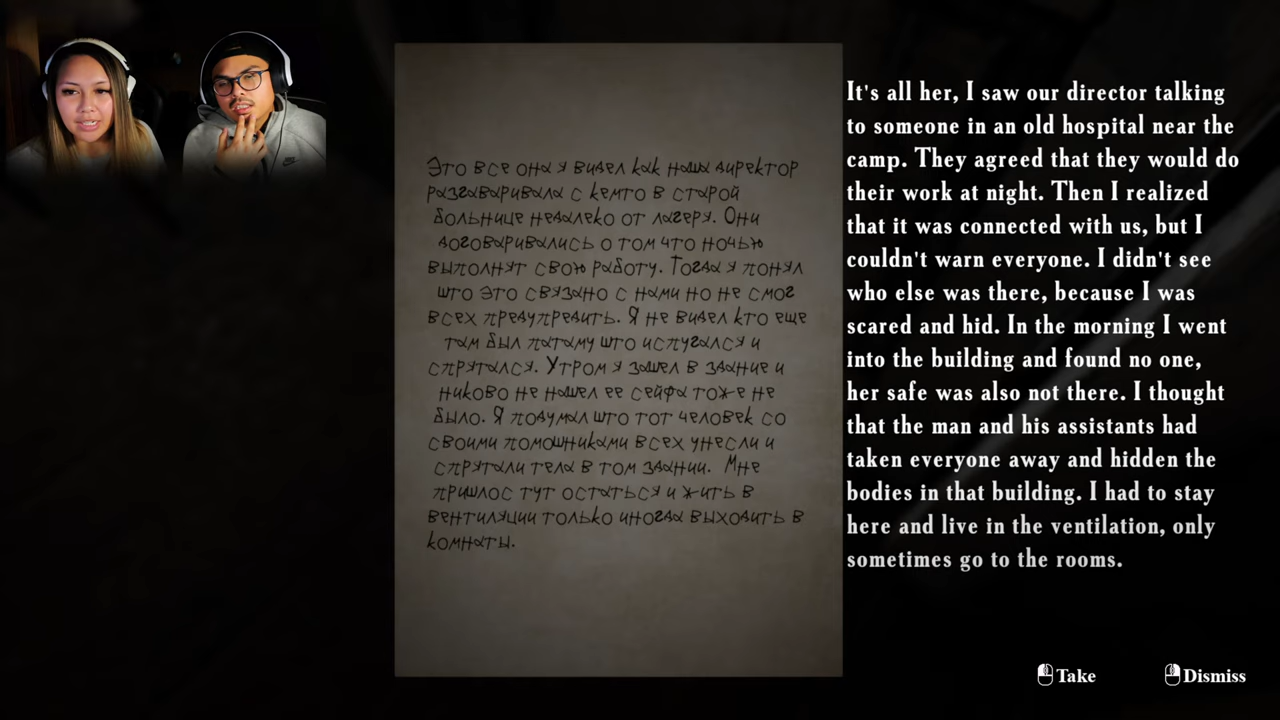 Это все она я видел как наша директор
разгаваривала с кемто в старой
больнице недалеко от лагеру. Они
договаривались о том что ночью
выполнят свою работу. Тогда я понял
што это связано с нами но не смог
всех предупредить. Я не видел кто еще
там был патаму што испугался и
спрятался. Утром я зашел в здание и
никово не нашел ее сейфа тоже не
было. Я подумал што тот человек со
своими помошниками всех унесли и
спрятали тела в том здании. Мне
пришлос тут остаться и жить в
вентиляции только иногда выходить в
комнаты.
It's all her, I saw our director talking
to someone in an old hospital near the
camp. They agreed that they would do
their work at night. Then I realized
that it was connected with us, but I
couldn't warn everyone. I didn't see
who else was there, because I was
scared and hid. In the morning I went
into the building and found no one,
her safe was also not there. I thought
that the man and his assistants had
taken everyone away and hidden the
bodies in that building. I had to stay
here and live in the ventilation, only
sometimes go to the rooms.
Take Dismiss